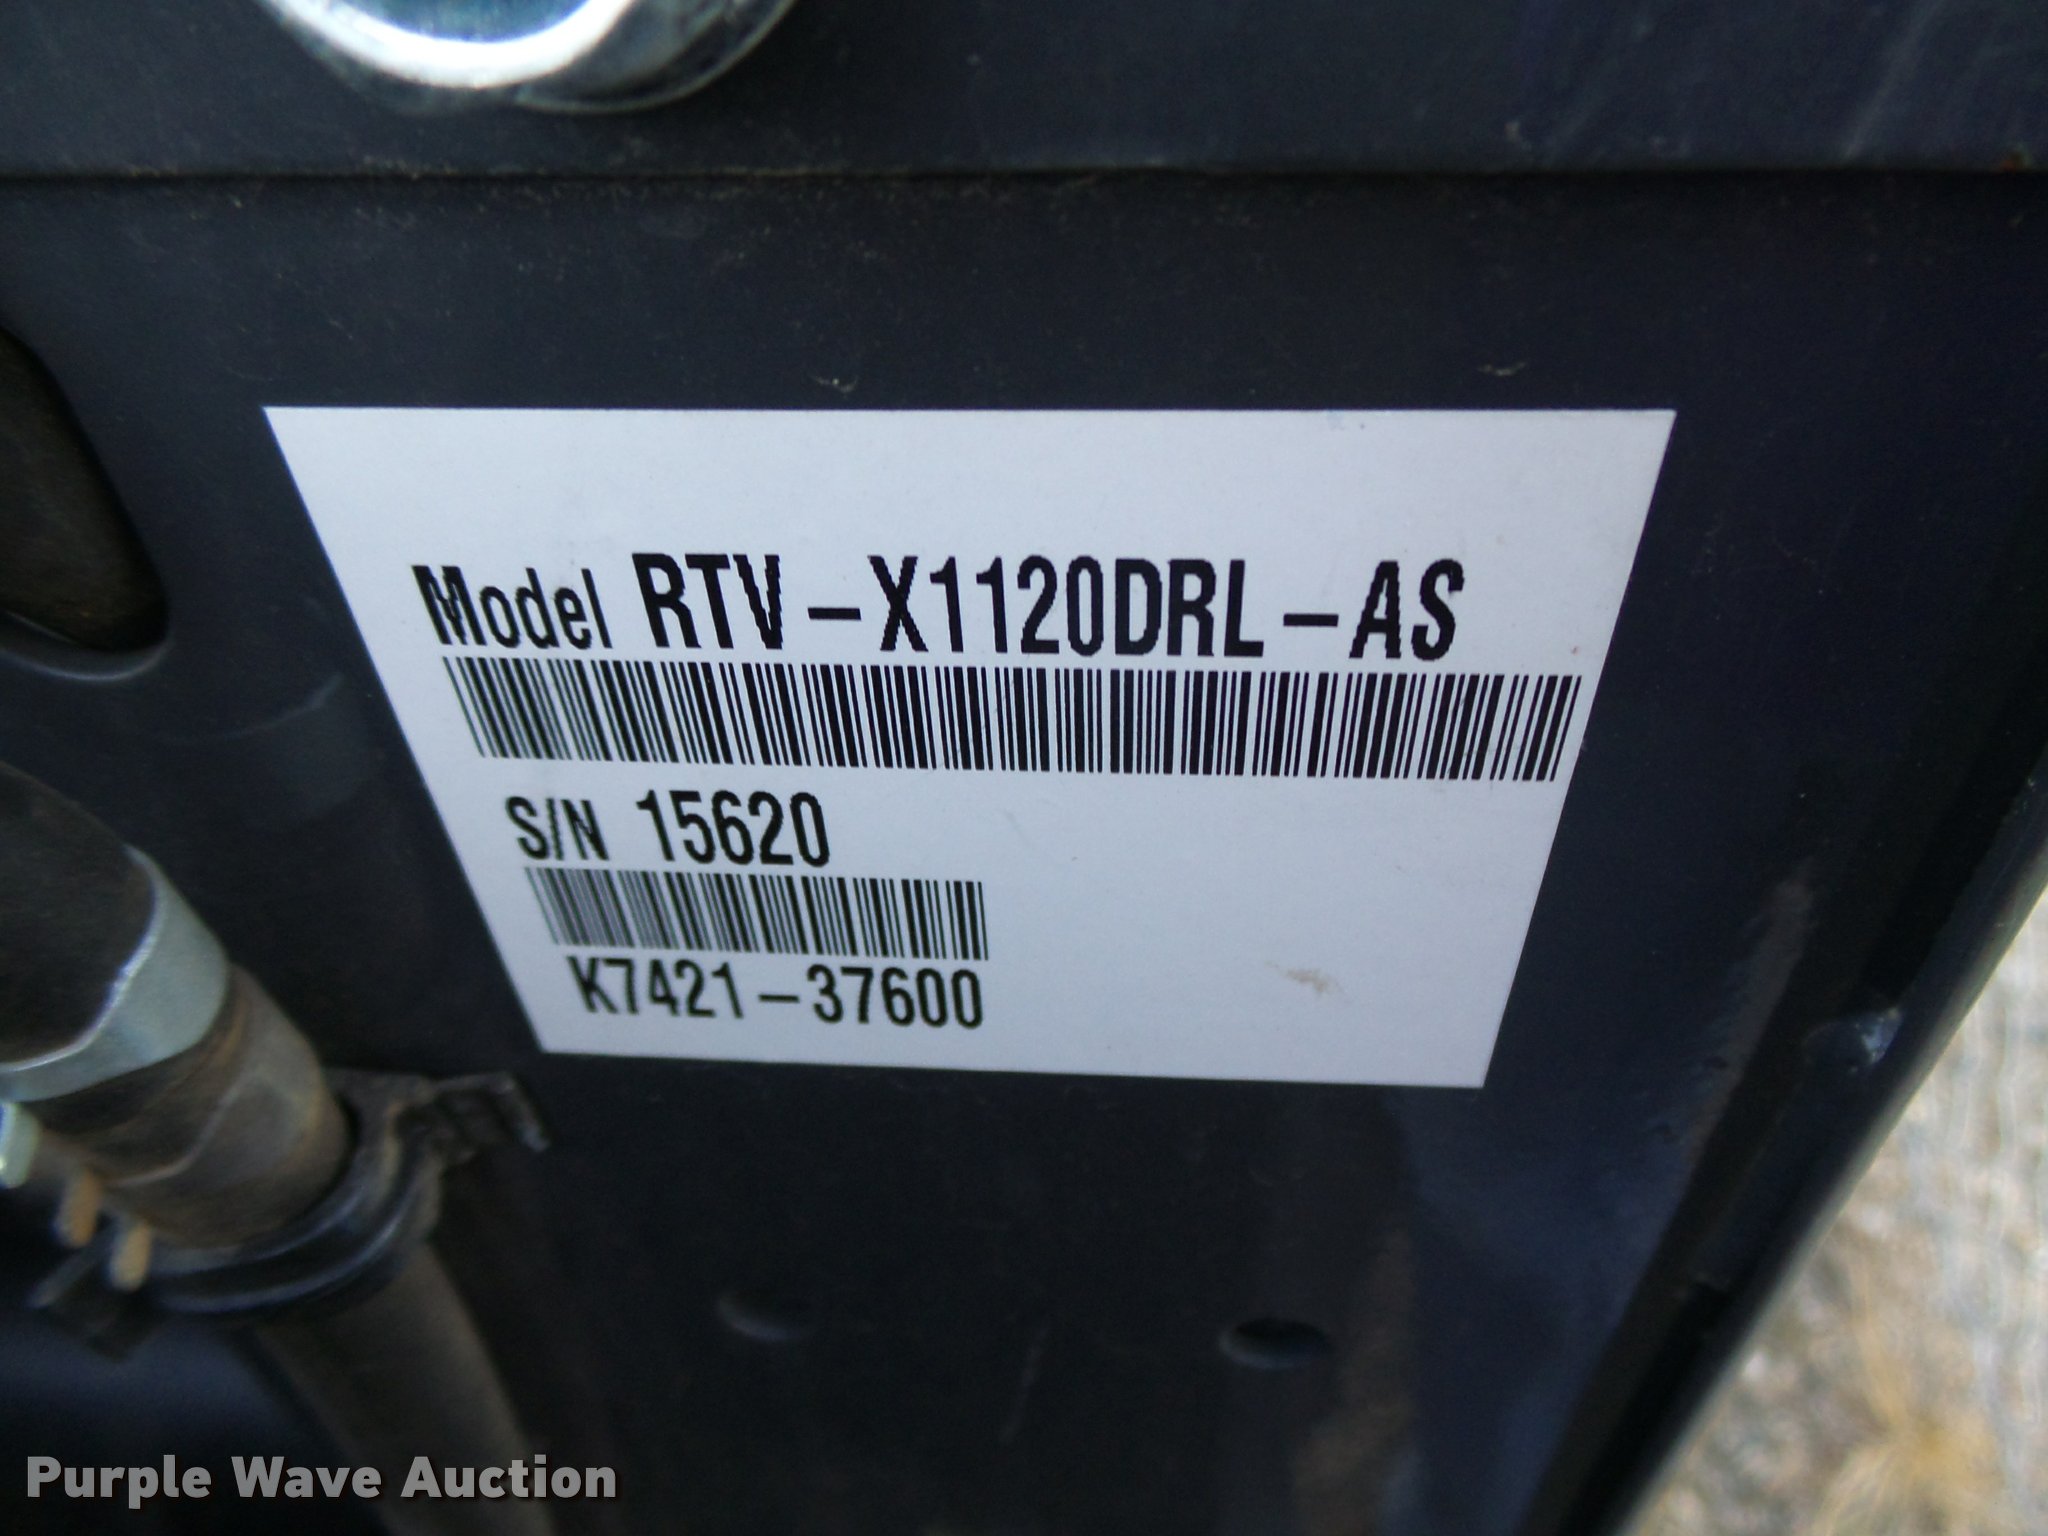 Model RTV-X1120DRL-AS
S/N 15620
K7421-37600
Purple Wave Auction